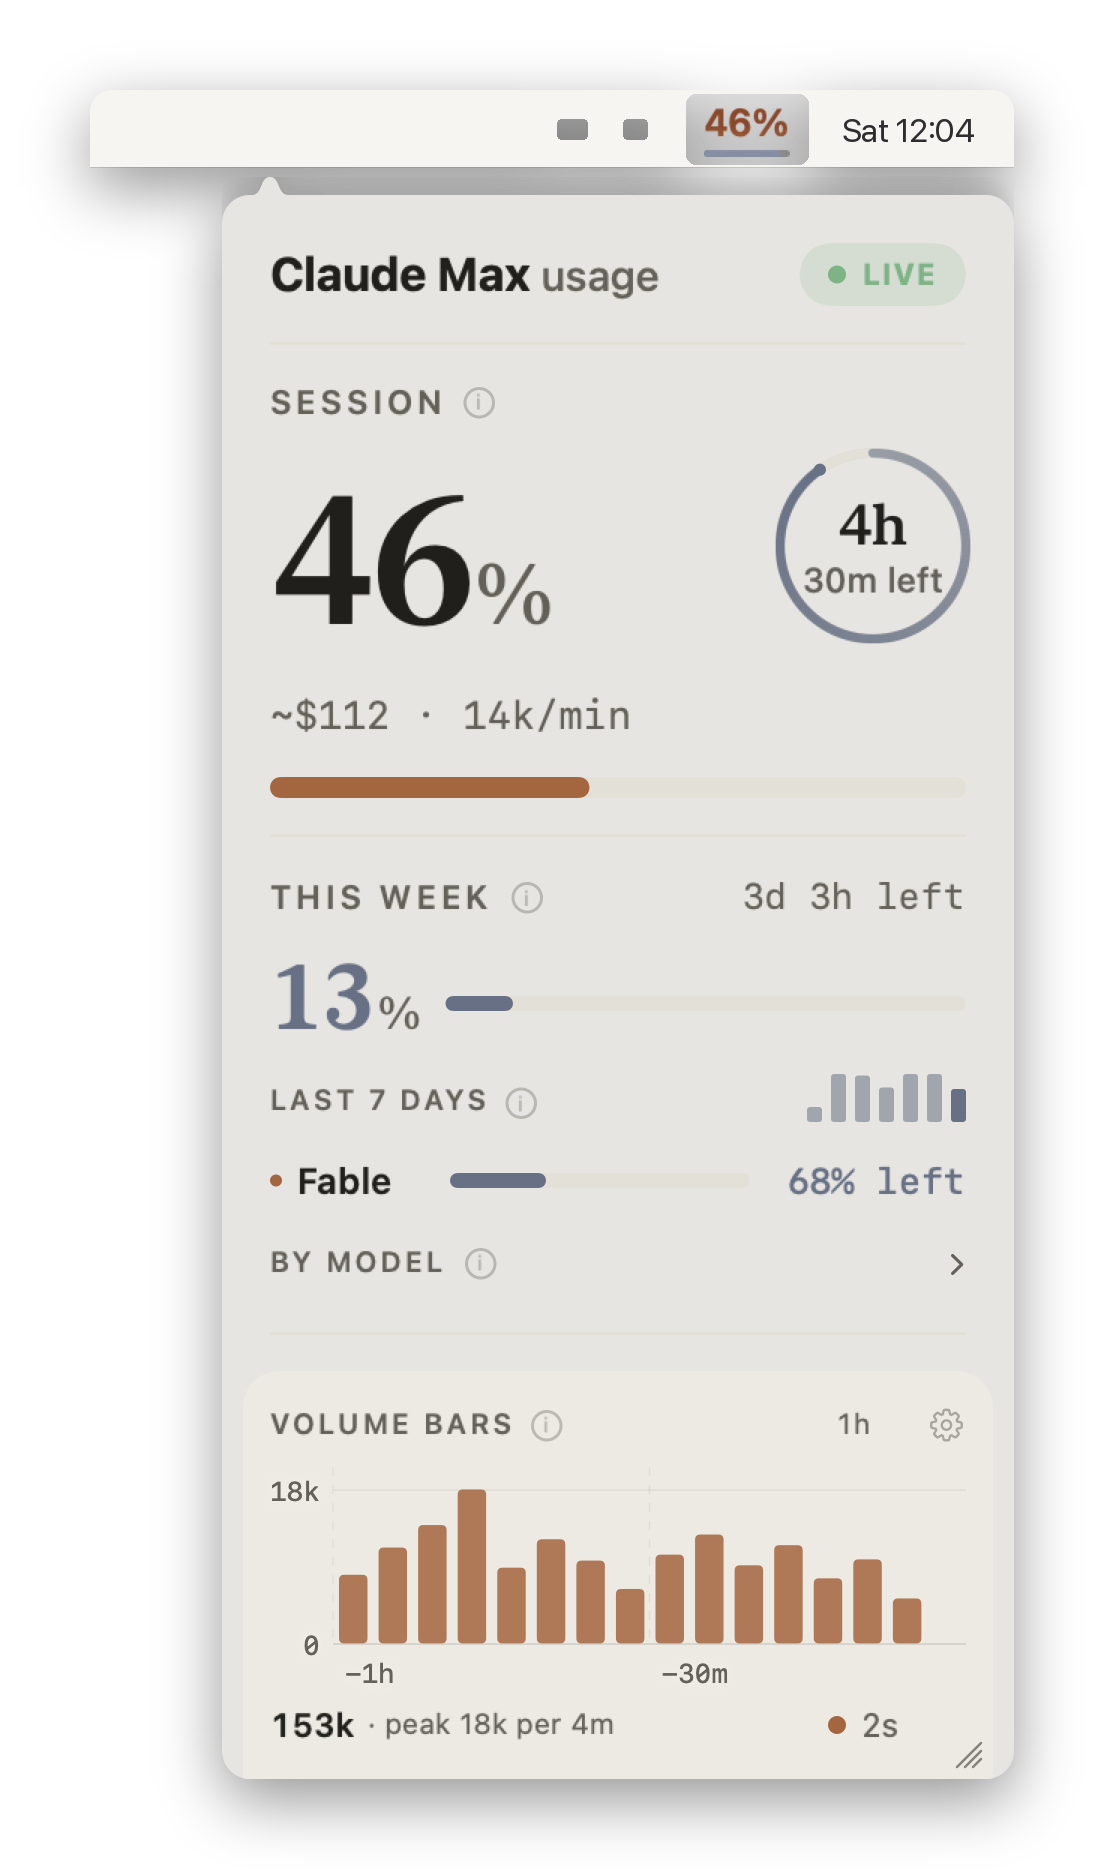 46%
Sat 12:04
Claude Max usage
LIVE
SESSION
46%
4h
30m left
~$112 · 14k/min
THIS WEEK
3d 3h left
13%
LAST 7 DAYS
Fable
68% left
BY MODEL
VOLUME BARS
1h
18k
0
−1h
−30m
153k · peak 18k per 4m
2s